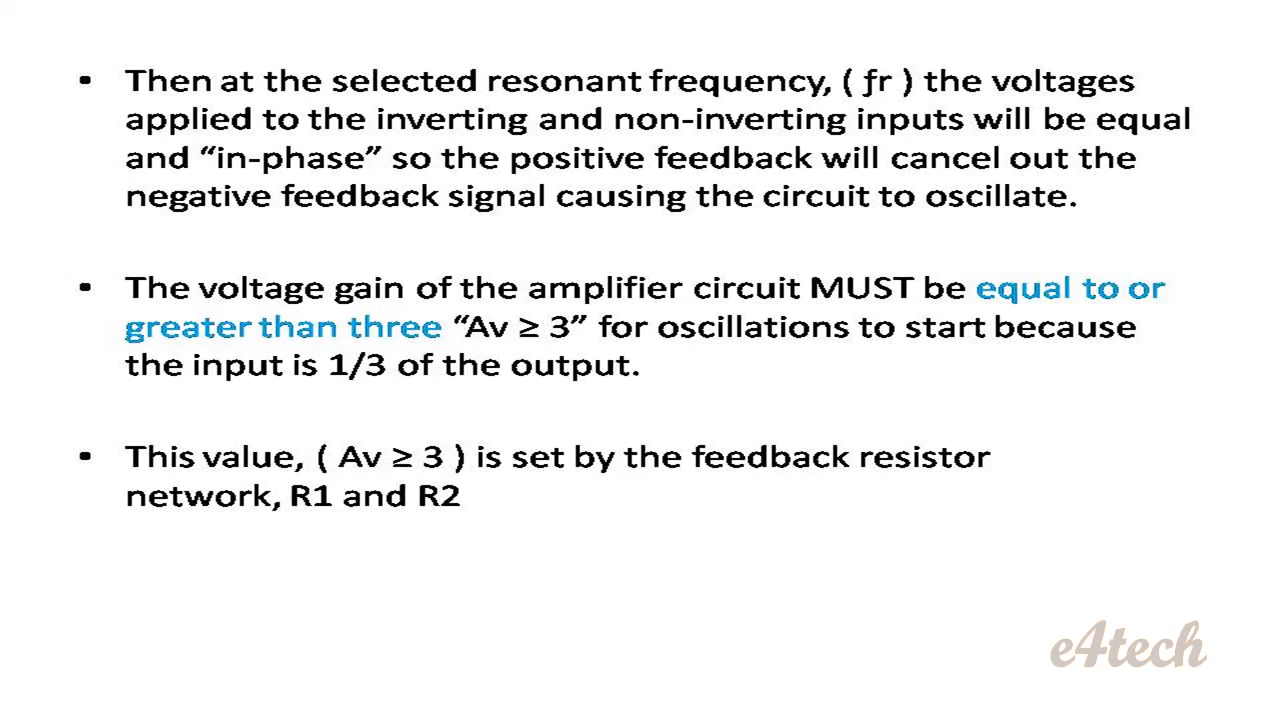 • Then at the selected resonant frequency, ( ƒr ) the voltages
applied to the inverting and non-inverting inputs will be equal
and “in-phase” so the positive feedback will cancel out the
negative feedback signal causing the circuit to oscillate.
• The voltage gain of the amplifier circuit MUST be equal to or
greater than three “Av ≥ 3” for oscillations to start because
the input is 1/3 of the output.
• This value, ( Av ≥ 3 ) is set by the feedback resistor
network, R1 and R2
e4tech